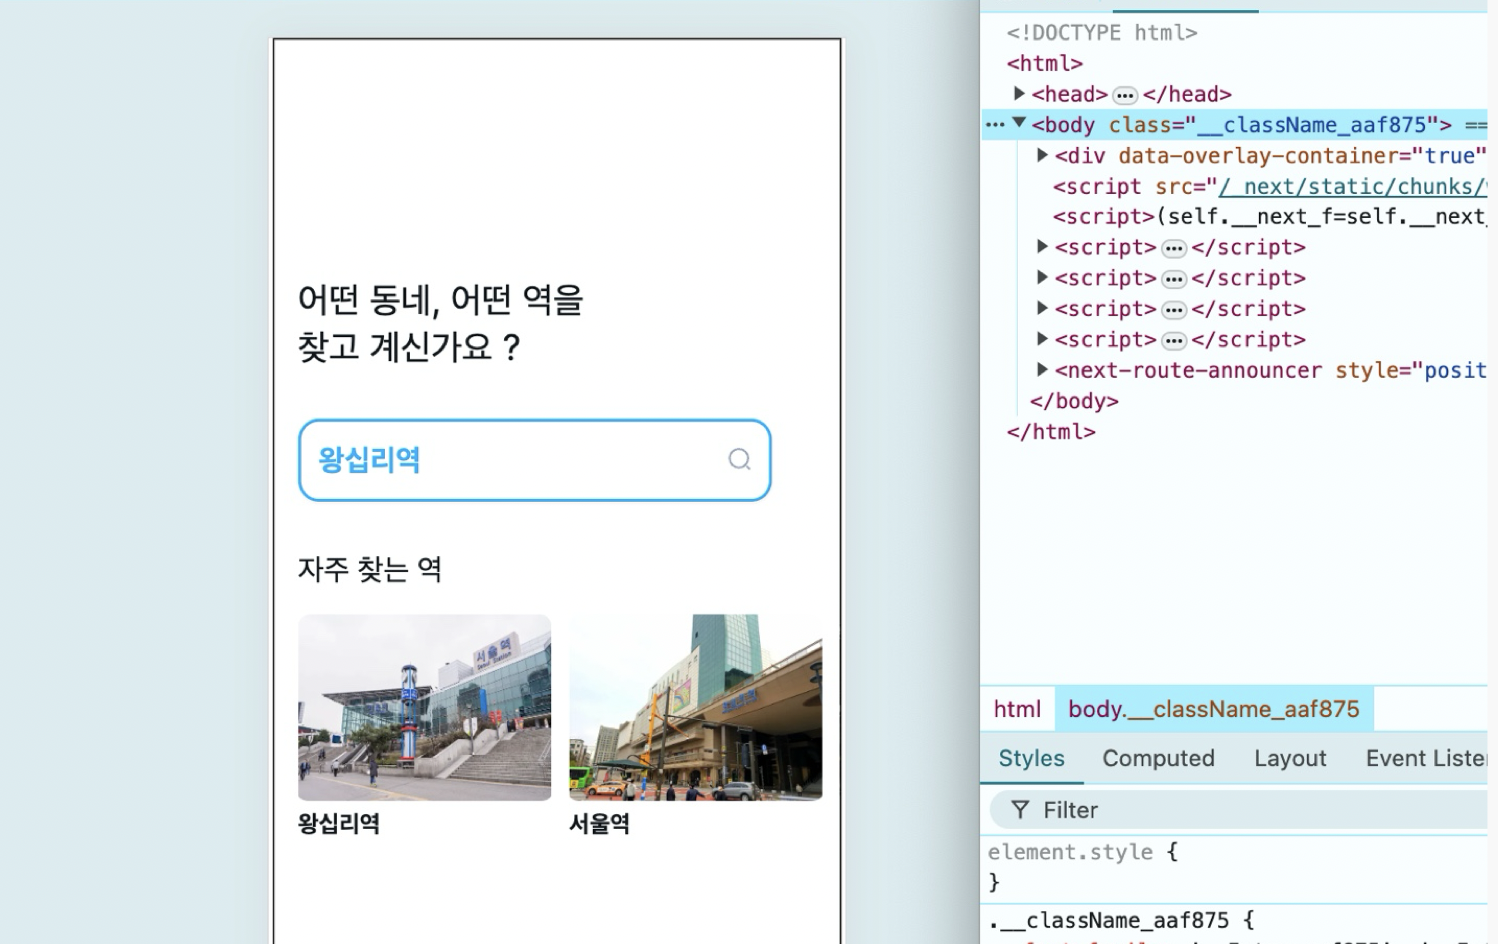 어떤 동네, 어떤 역을
찾고 계신가요 ?
왕십리역
자주 찾는 역
서울역
Seoul Station
왕십리역
서울역
<!DOCTYPE html>
<html>
<head> ••• </head>
••• <body class="__className_aaf875"> ==
<div data-overlay-container="true"
<script src="/_next/static/chunks/
<script>(self.__next_f=self.__next_
<script> ••• </script>
<script> ••• </script>
<script> ••• </script>
<script> ••• </script>
<next-route-announcer style="posit
</body>
</html>
html body.__className_aaf875
Styles Computed Layout Event Liste
Filter
element.style {
}
.__className_aaf875 {